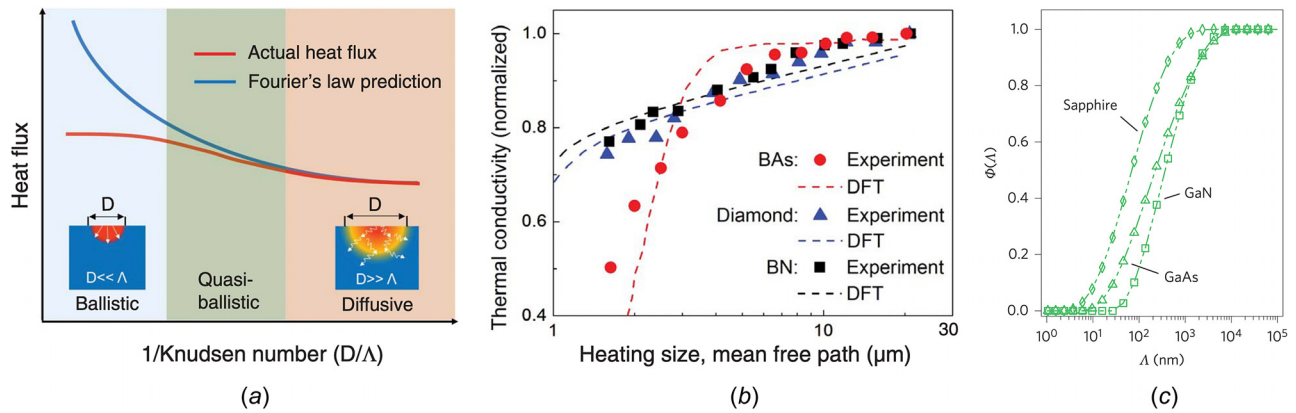 Heat flux
Actual heat flux
Fourier's law prediction
D
D<< Λ
Ballistic
Quasi-
ballistic
D
D>> Λ
Diffusive
1/Knudsen number (D/Λ)
(a)
Thermal conductivity (normalized)
1.0
0.8
0.6
0.4
BAs: Experiment
DFT
Diamond: Experiment
DFT
BN: Experiment
DFT
1
10
30
Heating size, mean free path (μm)
(b)
Φ(Λ)
1.0
0.8
0.6
0.4
0.2
0.0
Sapphire
GaN
GaAs
10⁰
10¹
10²
10³
10⁴
10⁵
Λ (nm)
(c)